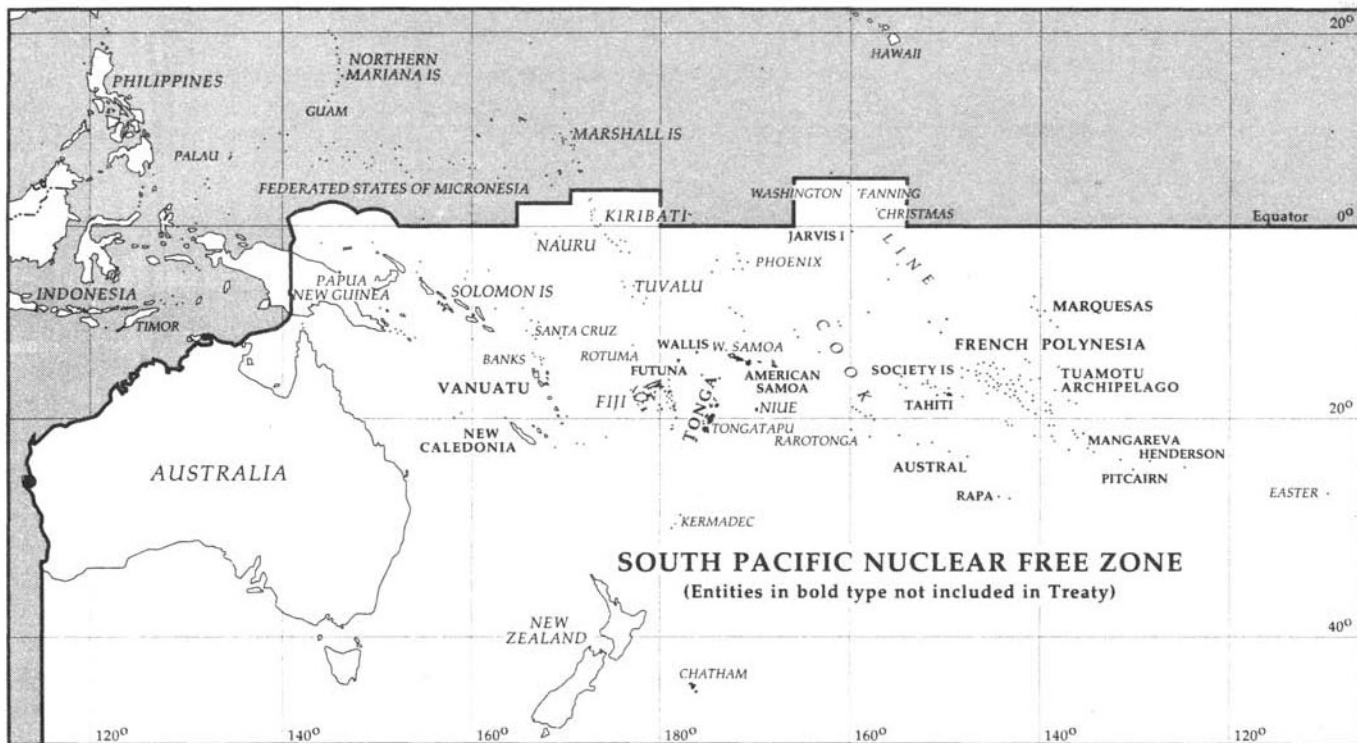 20°
HAWAII
NORTHERN
MARIANA IS
PHILIPPINES
GUAM
MARSHALL IS
PALAU
FEDERATED STATES OF MICRONESIA
WASHINGTON
FANNING
CHRISTMAS
KIRIBATI
Equator
0°
JARVIS I
NAURU
LINE
PHOENIX
PAPUA
NEW GUINEA
TUVALU
SOLOMON IS
INDONESIA
TIMOR
MARQUESAS
SANTA CRUZ
COOK
FRENCH POLYNESIA
WALLIS
W. SAMOA
BANKS
ROTUMA
FUTUNA
AMERICAN
SAMOA
SOCIETY IS
TUAMOTU
ARCHIPELAGO
VANUATU
FIJI
TONGA
NIUE
TAHITI
20°
TONGATAPU
RAROTONGA
NEW
CALEDONIA
MANGAREVA
HENDERSON
AUSTRAL
PITCAIRN
AUSTRALIA
RAPA
EASTER
KERMADEC
SOUTH PACIFIC NUCLEAR FREE ZONE
(Entities in bold type not included in Treaty)
NEW
ZEALAND
40°
CHATHAM
120°
140°
160°
180°
160°
140°
120°